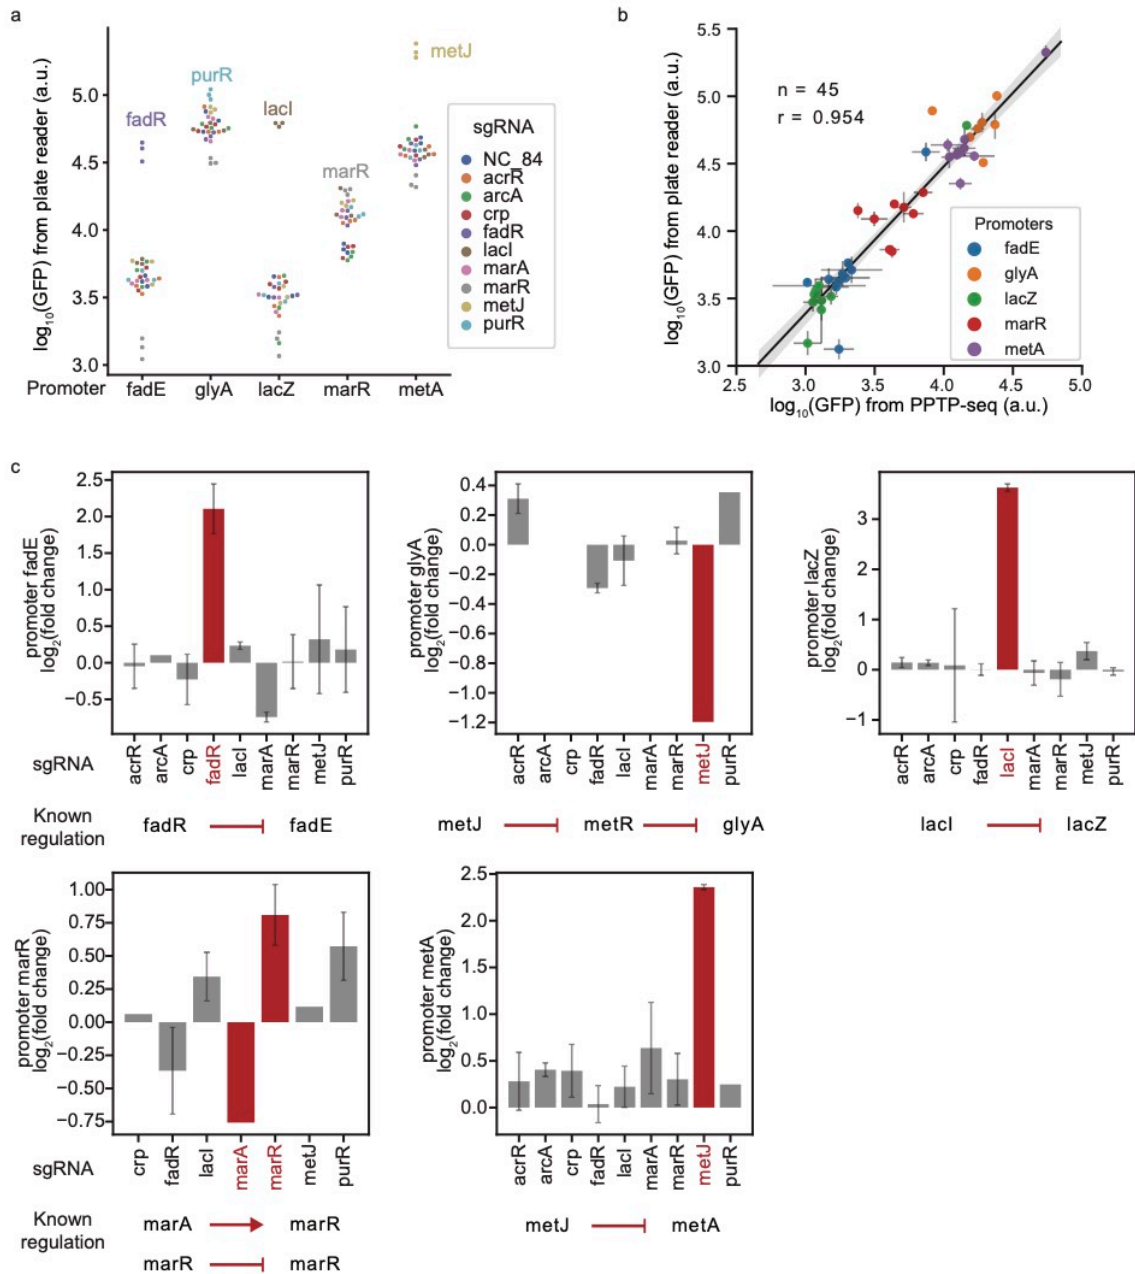 a
log10(GFP) from plate reader (a.u.)
5.0
4.5
4.0
3.5
3.0
fadR
purR
lacI
marR
metJ
sgRNA
NC_84
acrR
arcA
crp
fadR
lacI
marA
marR
metJ
purR
Promoter
fadE glyA lacZ marR metA
b
log10(GFP) from plate reader (a.u.)
5.5
5.0
4.5
4.0
3.5
3.0
n = 45
r = 0.954
Promoters
fadE
glyA
lacZ
marR
metA
2.5 3.0 3.5 4.0 4.5 5.0
log10(GFP) from PPTP-seq (a.u.)
c
promoter fadE
log2(fold change)
2.5
2.0
1.5
1.0
0.5
0.0
−0.5
sgRNA
acrR arcA crp fadR lacI marA marR metJ purR
Known
regulation
fadR fadE
promoter glyA
log2(fold change)
0.4
0.2
0.0
−0.2
−0.4
−0.6
−0.8
−1.0
−1.2
acrR arcA crp fadR lacI marA marR metJ purR
metJ metR glyA
promoter lacZ
log2(fold change)
3
2
1
0
−1
acrR arcA crp fadR lacI marA marR metJ purR
lacI lacZ
promoter marR
log2(fold change)
1.00
0.75
0.50
0.25
0.00
−0.25
−0.50
−0.75
sgRNA
crp fadR lacI marA marR metJ purR
Known
regulation
marA marR
marR marR
promoter metA
log2(fold change)
2.5
2.0
1.5
1.0
0.5
0.0
acrR arcA crp fadR lacI marA marR metJ purR
metJ metA